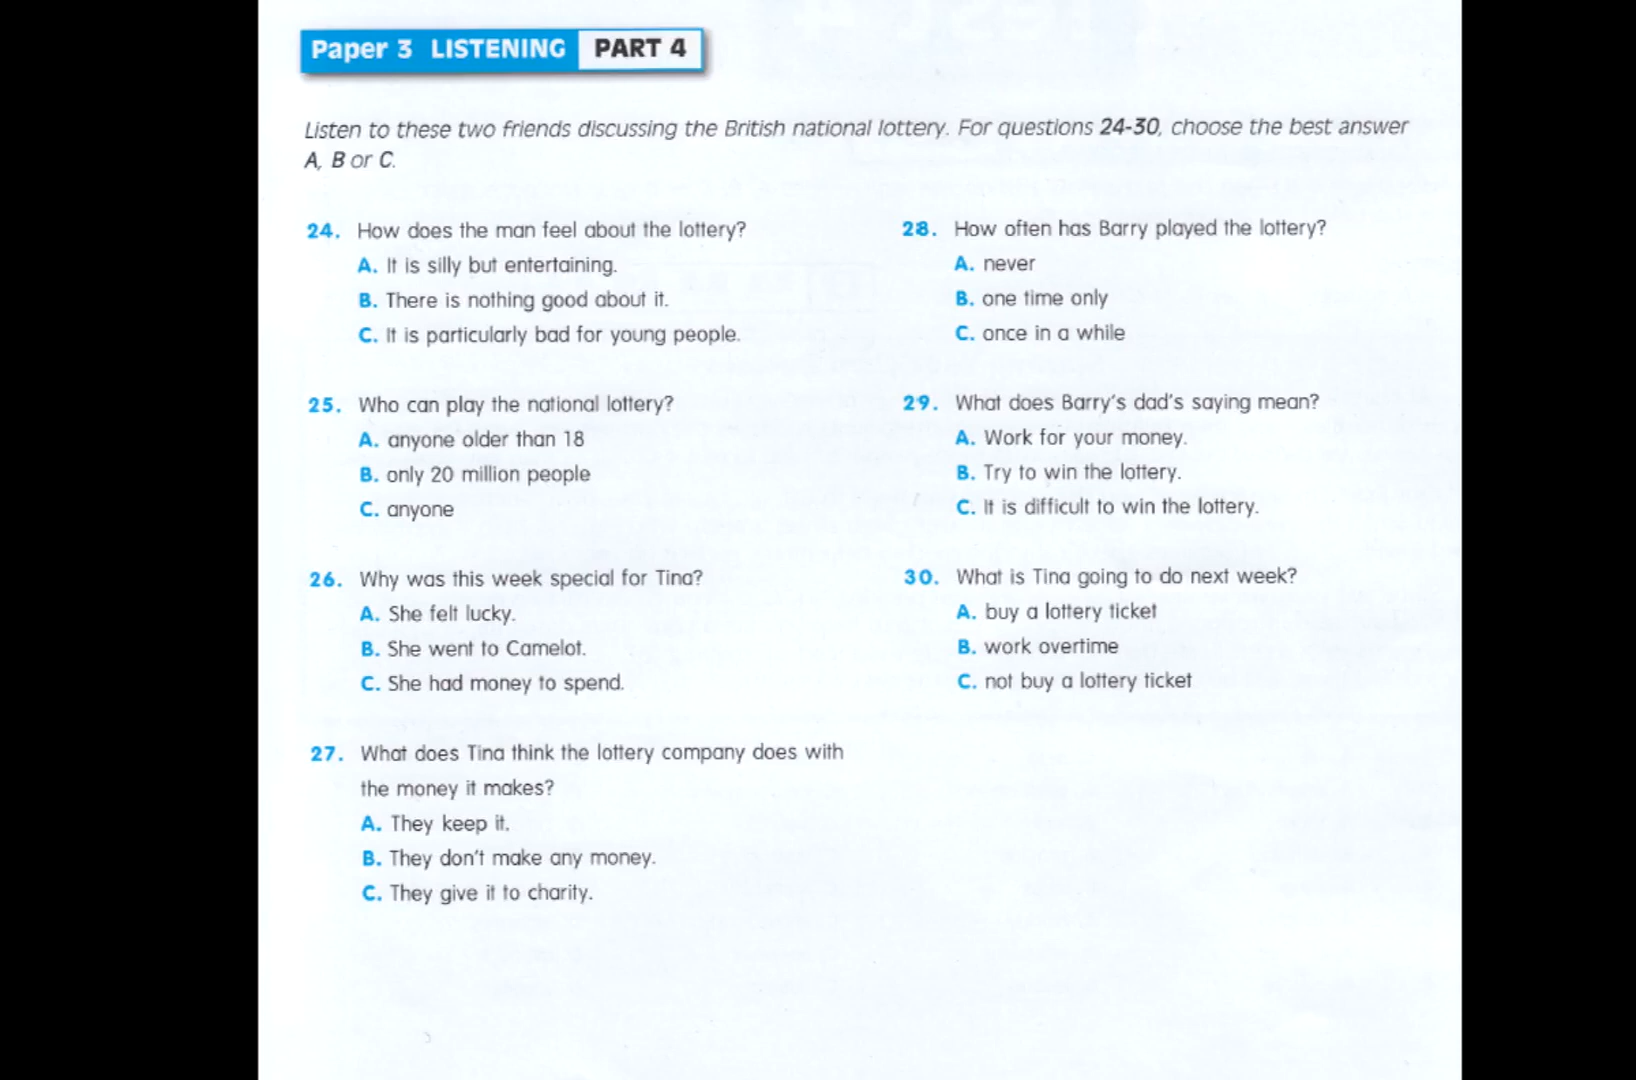 Paper 3 LISTENING PART 4
Listen to these two friends discussing the British national lottery. For questions 24-30, choose the best answer
A, B or C.
24. How does the man feel about the lottery?
A. It is silly but entertaining.
B. There is nothing good about it.
C. It is particularly bad for young people.
25. Who can play the national lottery?
A. anyone older than 18
B. only 20 million people
C. anyone
26. Why was this week special for Tina?
A. She felt lucky.
B. She went to Camelot.
C. She had money to spend.
27. What does Tina think the lottery company does with
the money it makes?
A. They keep it.
B. They don't make any money.
C. They give it to charity.
28. How often has Barry played the lottery?
A. never
B. one time only
C. once in a while
29. What does Barry's dad's saying mean?
A. Work for your money.
B. Try to win the lottery.
C. It is difficult to win the lottery.
30. What is Tina going to do next week?
A. buy a lottery ticket
B. work overtime
C. not buy a lottery ticket